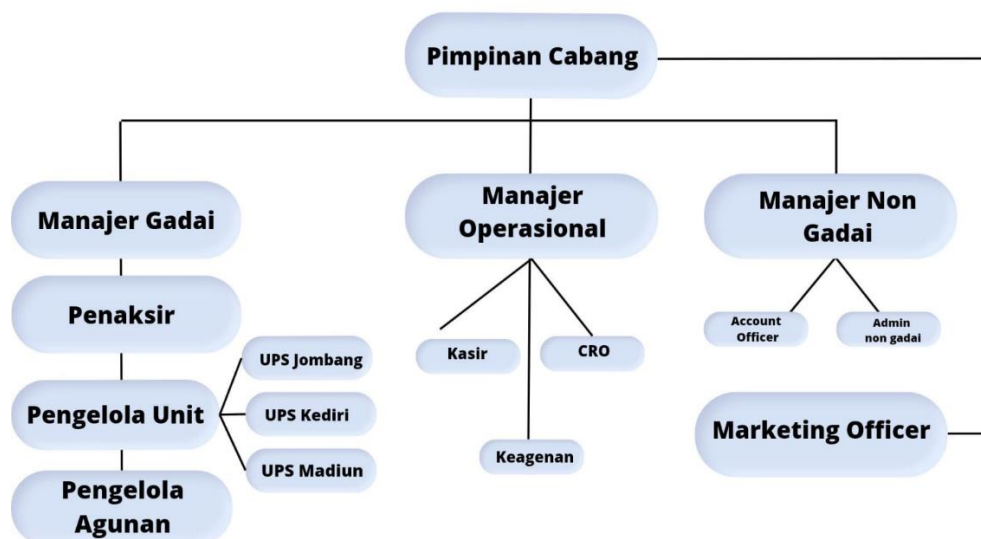 Pimpinan Cabang
Manajer Gadai
Manajer
Operasional
Manajer Non
Gadai
Penaksir
Account
Officer
Admin
non gadai
Kasir
CRO
UPS Jombang
Pengelola Unit
UPS Kediri
Marketing Officer
Keagenan
UPS Madiun
Pengelola
Agunan